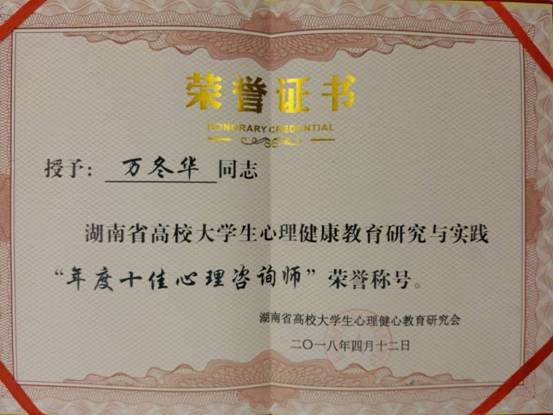 荣誉证书
HONORARY CREDENTIAL
授予：万冬华同志
湖南省高校大学生心理健康教育研究与实践
“年度十佳心理咨询师”荣誉称号。
湖南省高校大学生心理健心教育研究会
二〇一八年四月十二日